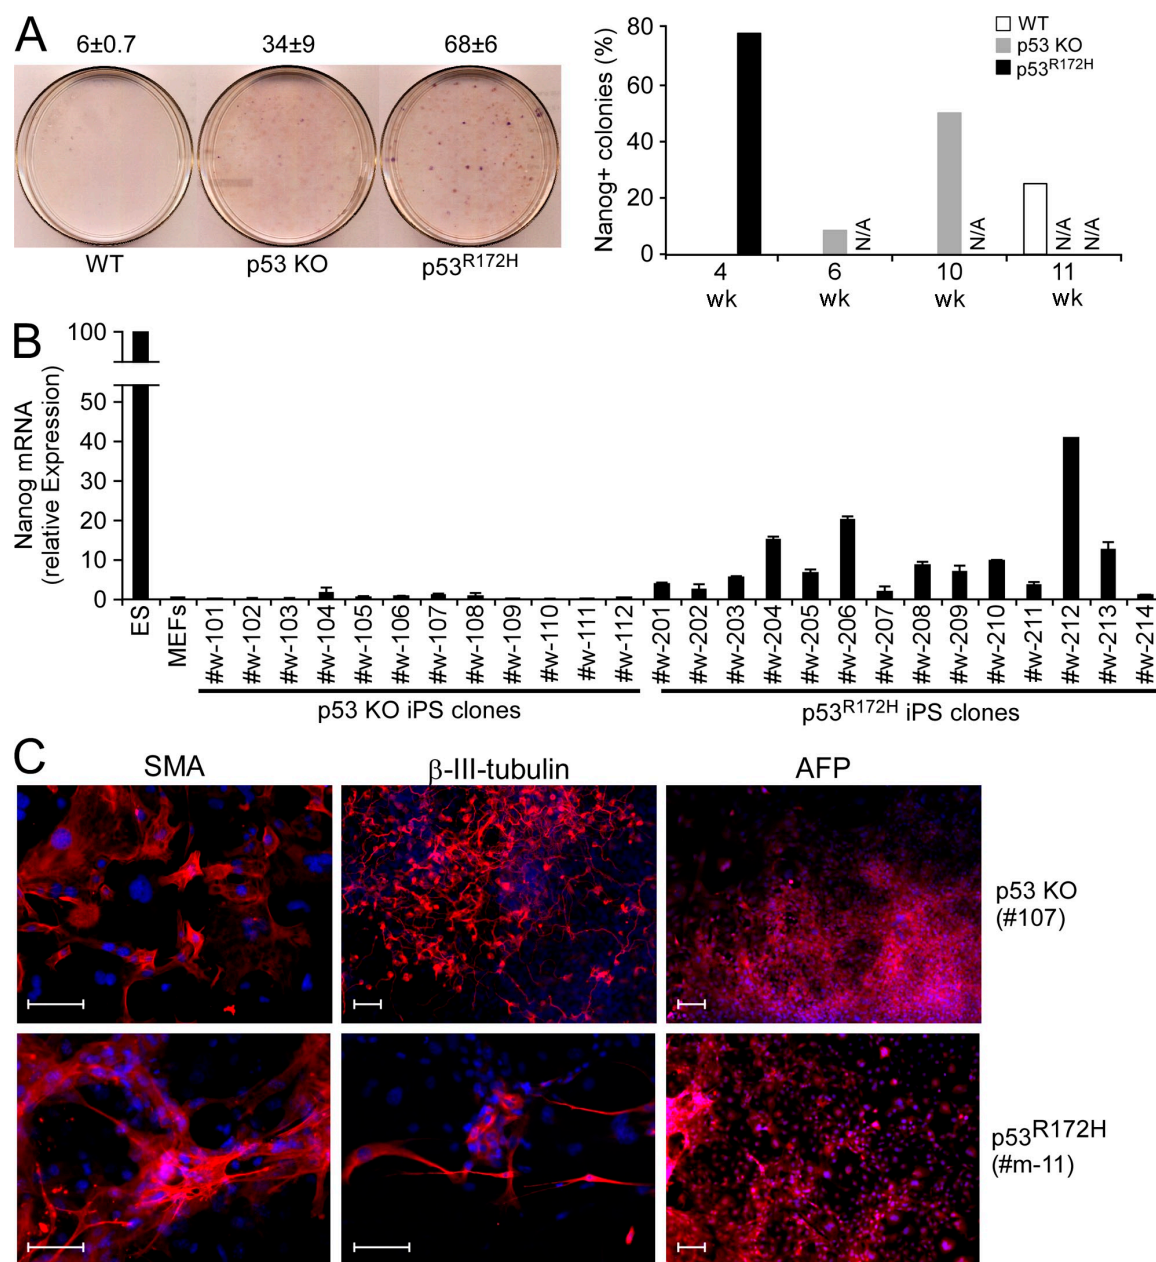 A
6±0.7 34±9 68±6
WT p53 KO p53R172H
Nanog+ colonies (%)
80
60
40
20
0
WT
p53 KO
p53R172H
N/A N/A N/A N/A
4 6 10 11
wk wk wk wk
B
Nanog mRNA
(relative Expression)
100
50
40
30
20
10
0
ES MEFs #w-101 #w-102 #w-103 #w-104 #w-105 #w-106 #w-107 #w-108 #w-109 #w-110 #w-111 #w-112 #w-201 #w-202 #w-203 #w-204 #w-205 #w-206 #w-207 #w-208 #w-209 #w-210 #w-211 #w-212 #w-213 #w-214
p53 KO iPS clones p53R172H iPS clones
C
SMA β-III-tubulin AFP
p53 KO
(#107)
p53R172H
(#m-11)